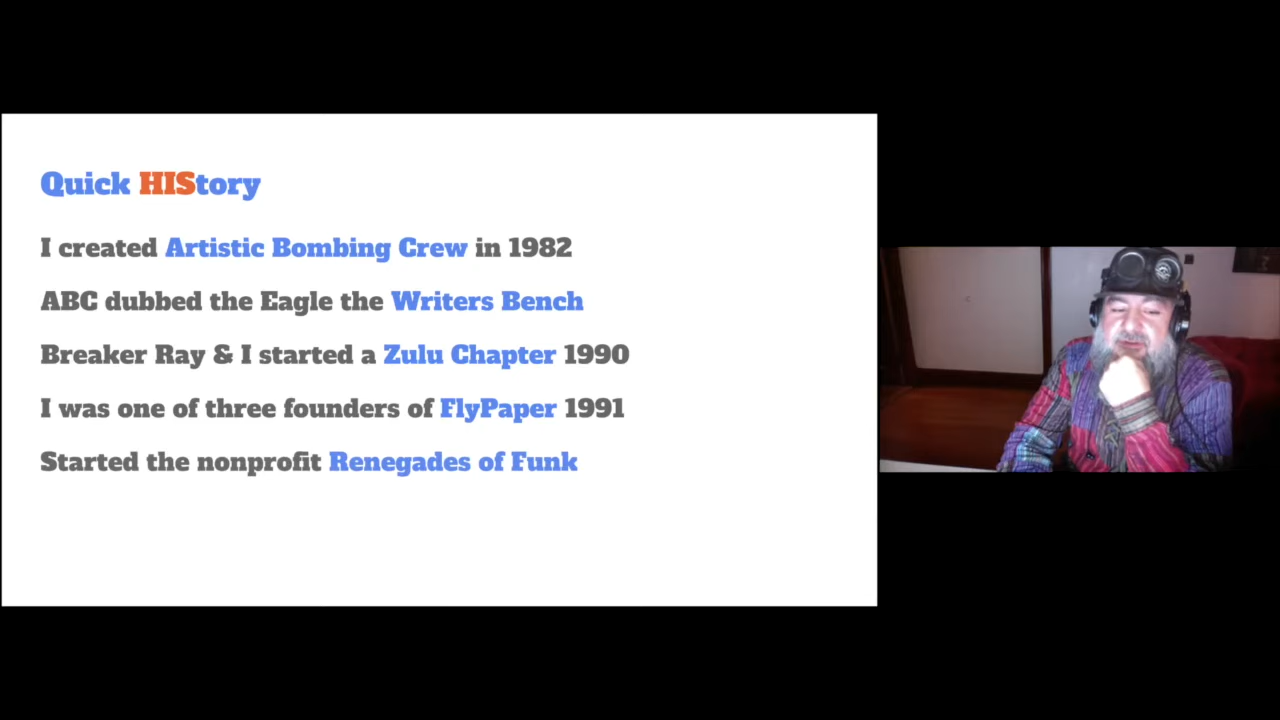 Quick HIStory
I created Artistic Bombing Crew in 1982
ABC dubbed the Eagle the Writers Bench
Breaker Ray & I started a Zulu Chapter 1990
I was one of three founders of FlyPaper 1991
Started the nonprofit Renegades of Funk